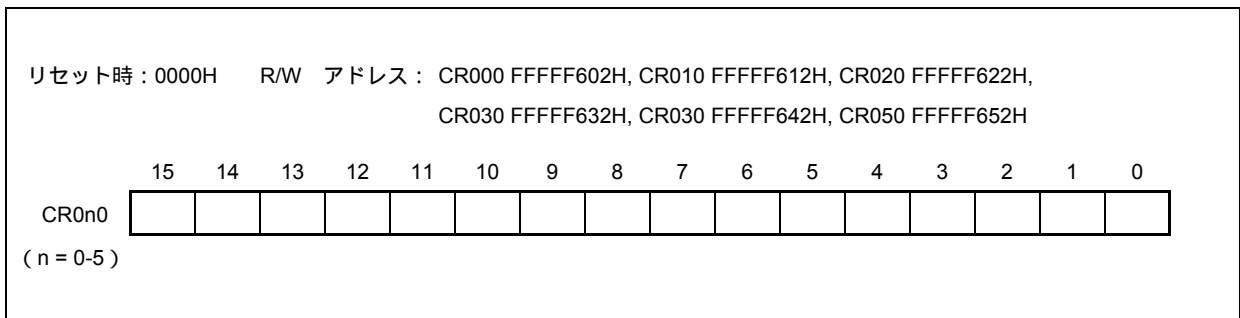 リセット時：0000H R/W アドレス： CR000 FFFFF602H, CR010 FFFFF612H, CR020 FFFFF622H,
CR030 FFFFF632H, CR030 FFFFF642H, CR050 FFFFF652H
15 14 13 12 11 10 9 8 7 6 5 4 3 2 1 0
CR0n0
（n = 0-5）